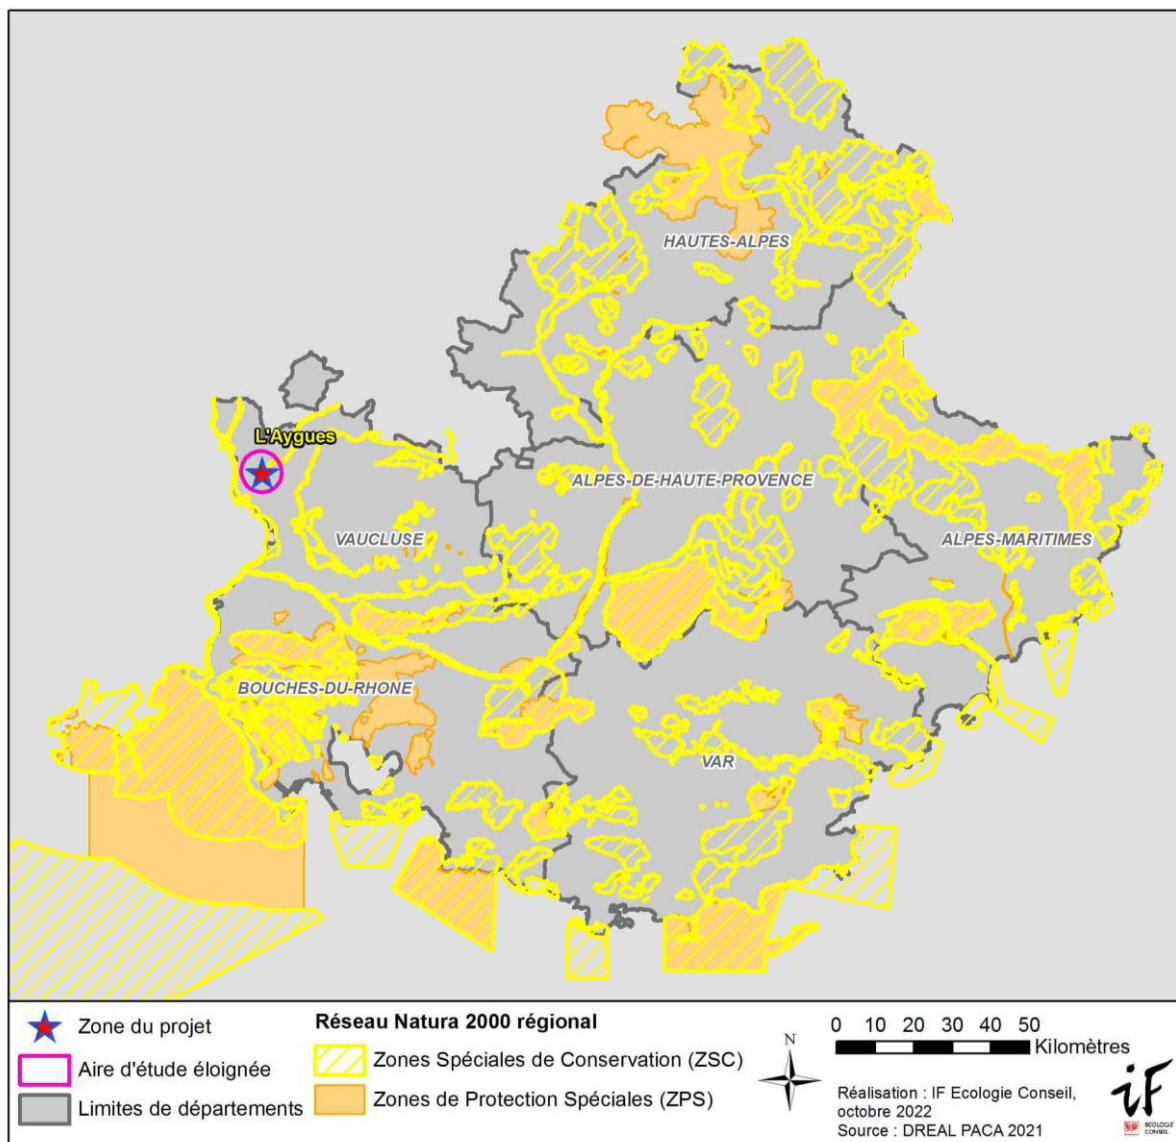 HAUTES-ALPES
L'Aygues
ALPES-DE-HAUTE-PROVENCE
VAUCLUSE
ALPES-MARITIMES
BOUCHES-DU-RHONE
VAR
Zone du projet
Aire d'étude éloignée
Limites de départements
Réseau Natura 2000 régional
Zones Spéciales de Conservation (ZSC)
Zones de Protection Spéciales (ZPS)
N
0 10 20 30 40 50
Kilomètres
Réalisation : IF Ecologie Conseil,
octobre 2022
Source : DREAL PACA 2021
iF
ECOLOGIE
CONSEIL